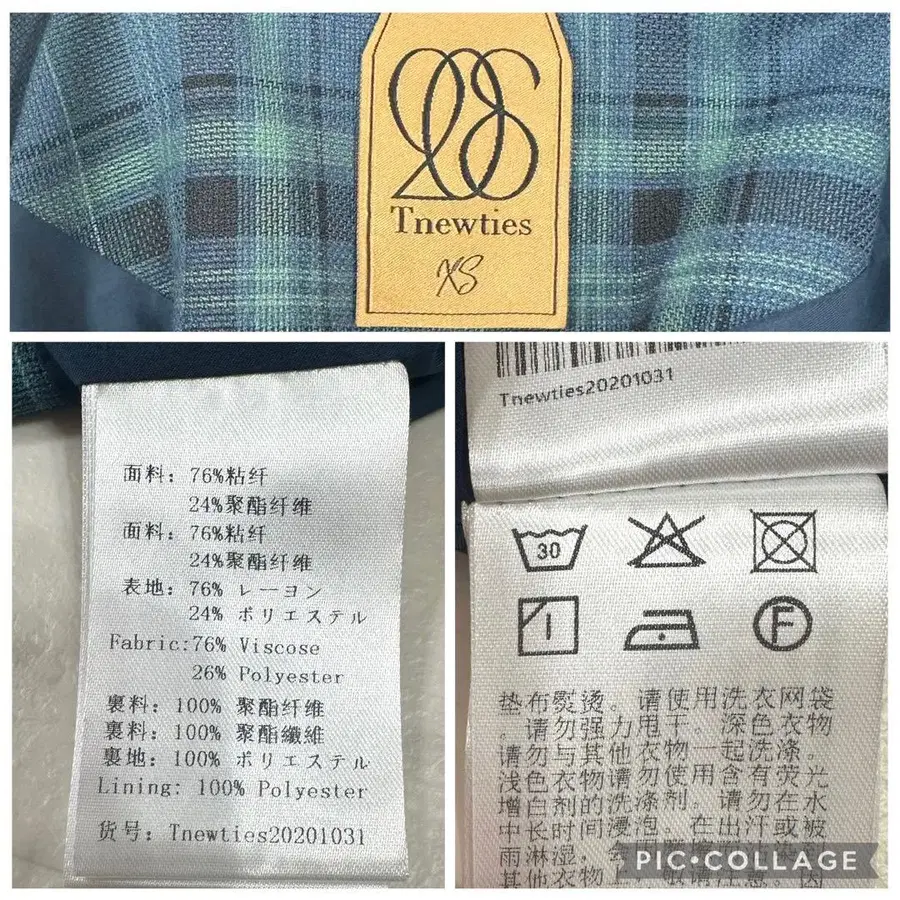 Tnewties
XS
面料：76%粘纤
24%聚酯纤维
面料：76%粘纤
24%聚酯纤维
表地：76% レーヨン
24% ポリエステル
Fabric:76% Viscose
26% Polyester
裏料：100% 聚酯纤维
裏料：100% 聚酯纖維
裏地：100% ポリエステル
Lining: 100% Polyester
货号：Tnewties20201031
Tnewties20201031
30
F
垫布熨烫。请使用洗衣网袋
。请勿强力甩干。深色衣物
请勿与其他衣物一起洗涤。
浅色衣物请勿使用含有荧光
增白剂的洗涤剂。请勿在水
中长时间浸泡。在出汗或被
雨淋湿，会
其他衣物上
PIC•COLLAGE